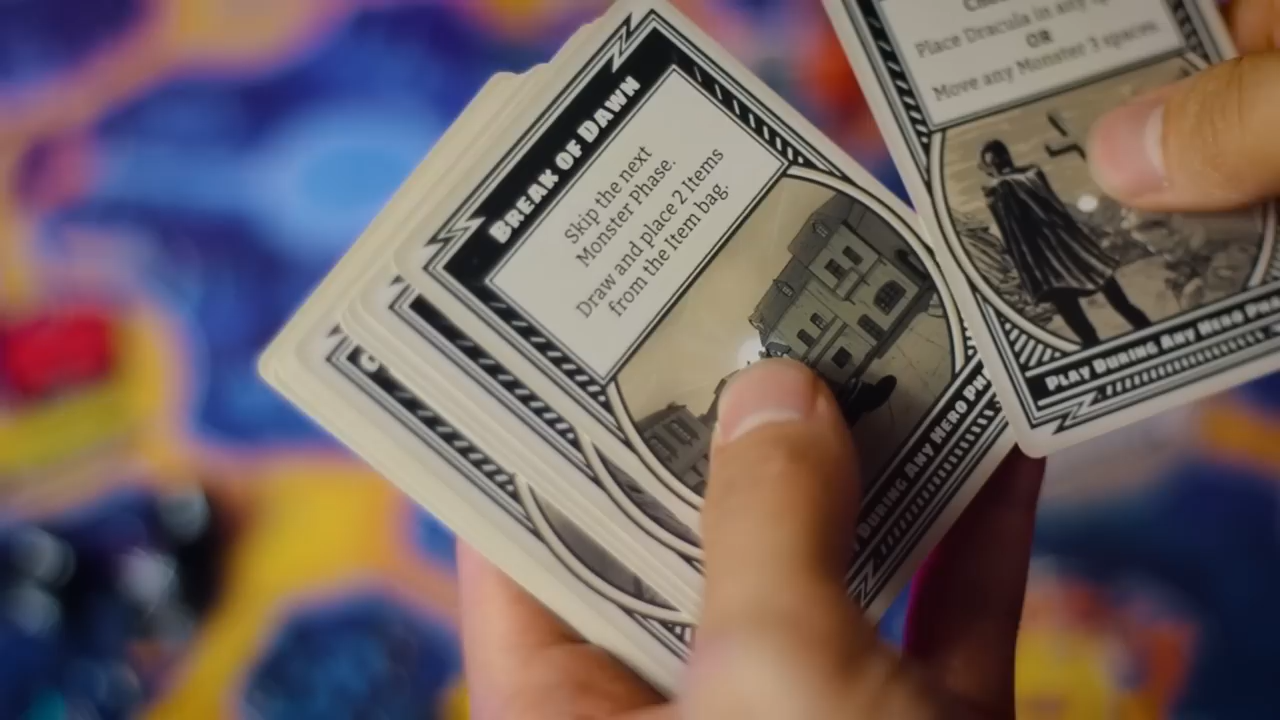 BREAK OF DAWN
Skip the next
Monster Phase.
Draw and place 2 Items
from the Item bag.
DURING ANY HERO PH
Place Dracula in any
OR
Move any Monster 3 spaces
PLAY DURING ANY HERO PHA